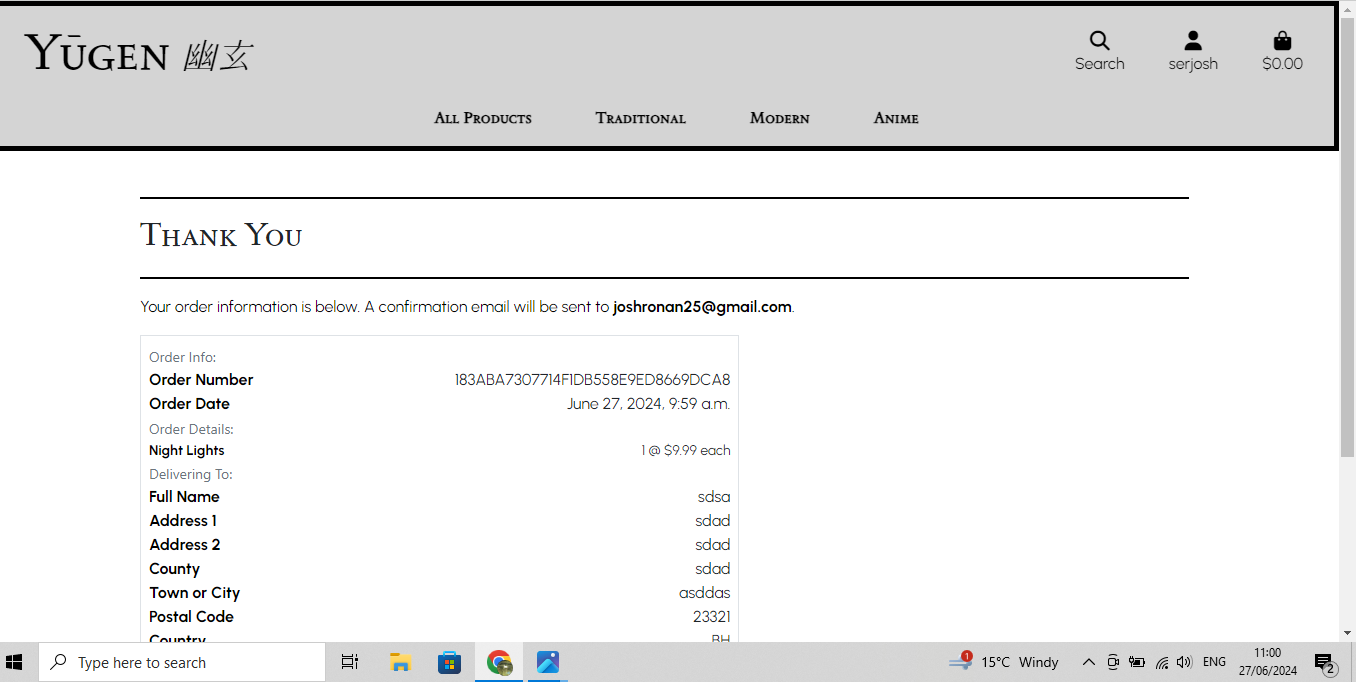 Yūgen 幽玄
Search
serjosh
$0.00
All Products Traditional Modern Anime
Thank You
Your order information is below. A confirmation email will be sent to joshronan25@gmail.com.
Order Info:
Order Number 183ABA7307714F1DB558E9ED8669DCA8
Order Date June 27, 2024, 9:59 a.m.
Order Details:
Night Lights 1 @ $9.99 each
Delivering To:
Full Name sdsa
Address 1 sdad
Address 2 sdad
County sdad
Town or City asddas
Postal Code 23321
Country BH
Type here to search
1
15°C Windy
ENG
11:00
27/06/2024
2